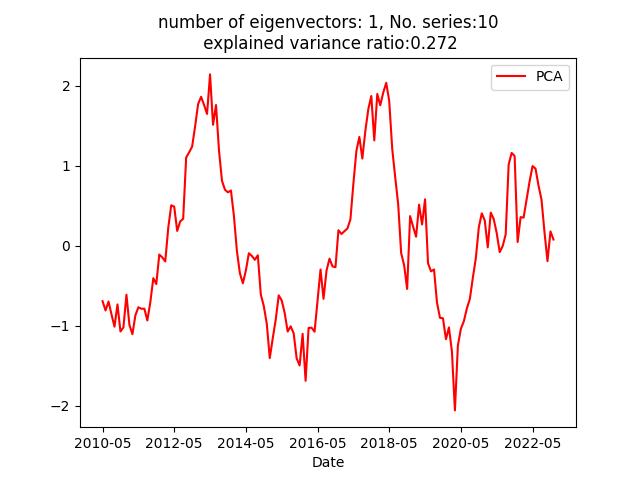 number of eigenvectors: 1, No. series:10
explained variance ratio:0.272
PCA
2
1
0
−1
−2
2010-05 2012-05 2014-05 2016-05 2018-05 2020-05 2022-05
Date